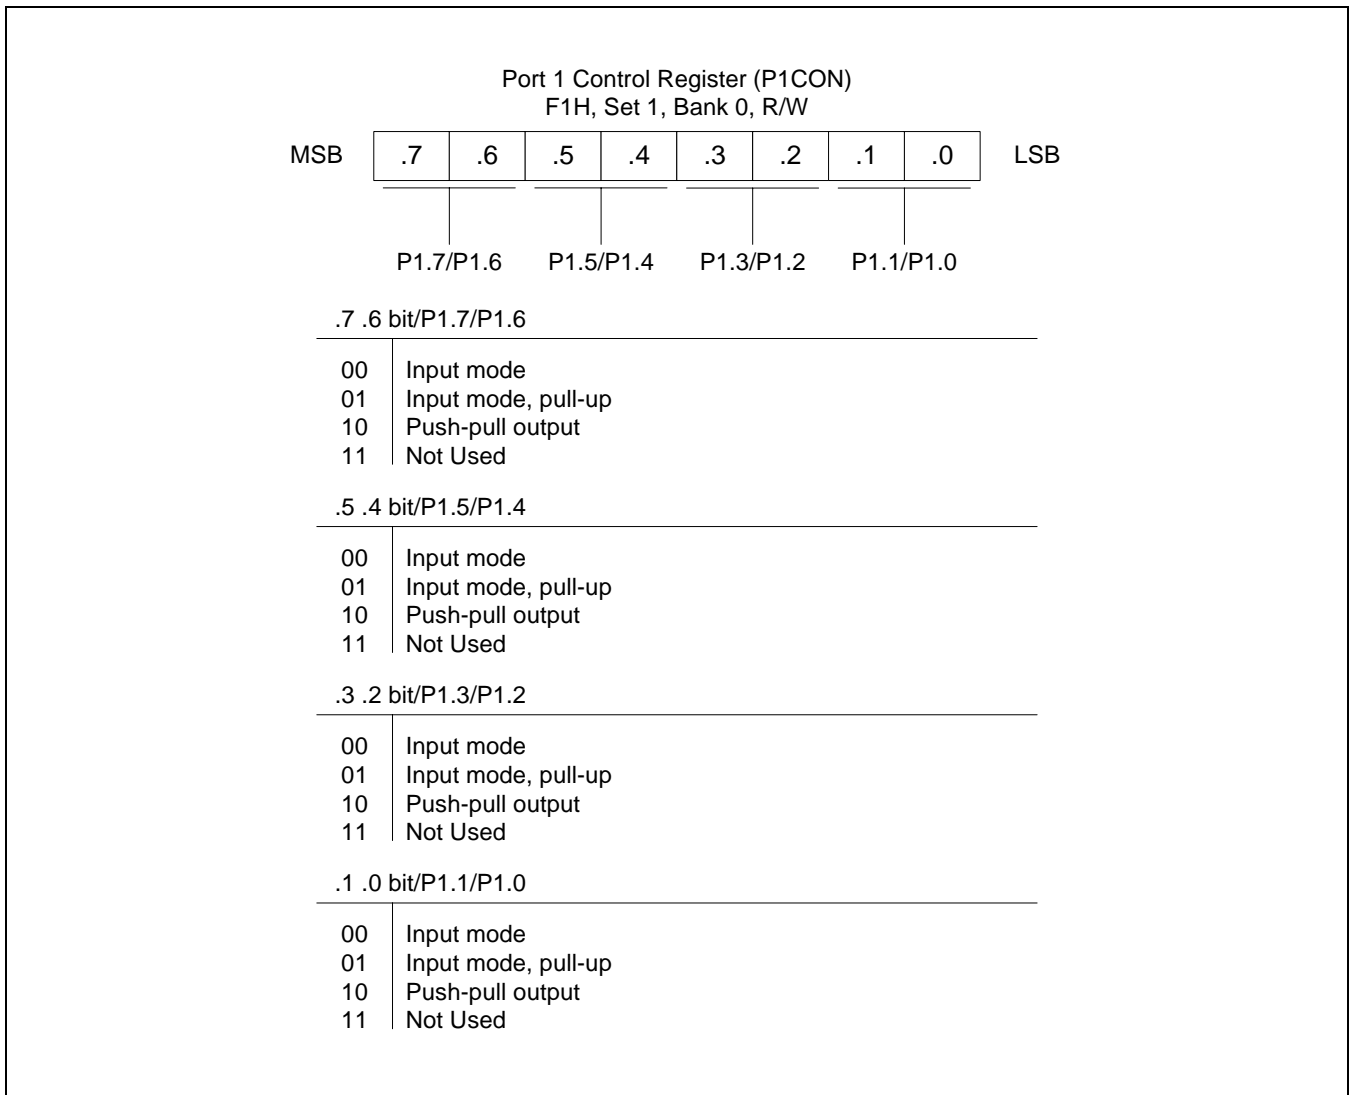 Port 1 Control Register (P1CON)
F1H, Set 1, Bank 0, R/W
MSB .7 .6 .5 .4 .3 .2 .1 .0 LSB
P1.7/P1.6 P1.5/P1.4 P1.3/P1.2 P1.1/P1.0
.7 .6 bit/P1.7/P1.6
00 Input mode
01 Input mode, pull-up
10 Push-pull output
11 Not Used
.5 .4 bit/P1.5/P1.4
00 Input mode
01 Input mode, pull-up
10 Push-pull output
11 Not Used
.3 .2 bit/P1.3/P1.2
00 Input mode
01 Input mode, pull-up
10 Push-pull output
11 Not Used
.1 .0 bit/P1.1/P1.0
00 Input mode
01 Input mode, pull-up
10 Push-pull output
11 Not Used